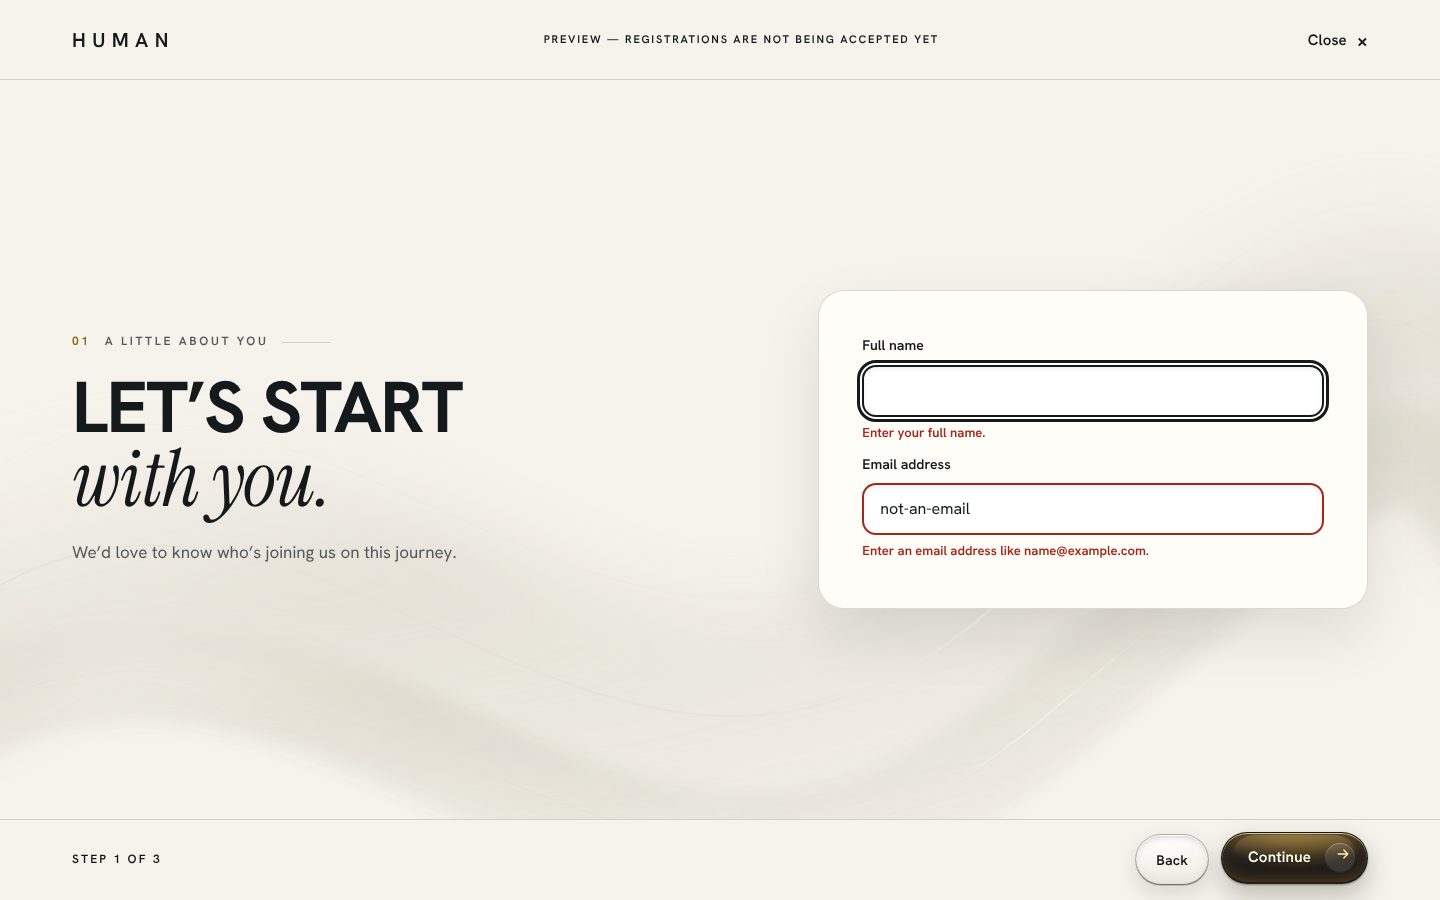 HUMAN
PREVIEW — REGISTRATIONS ARE NOT BEING ACCEPTED YET
Close ×
01 A LITTLE ABOUT YOU
LET’S START
with you.
We’d love to know who’s joining us on this journey.
Full name
Enter your full name.
Email address
not-an-email
Enter an email address like name@example.com.
STEP 1 OF 3
Back
Continue →